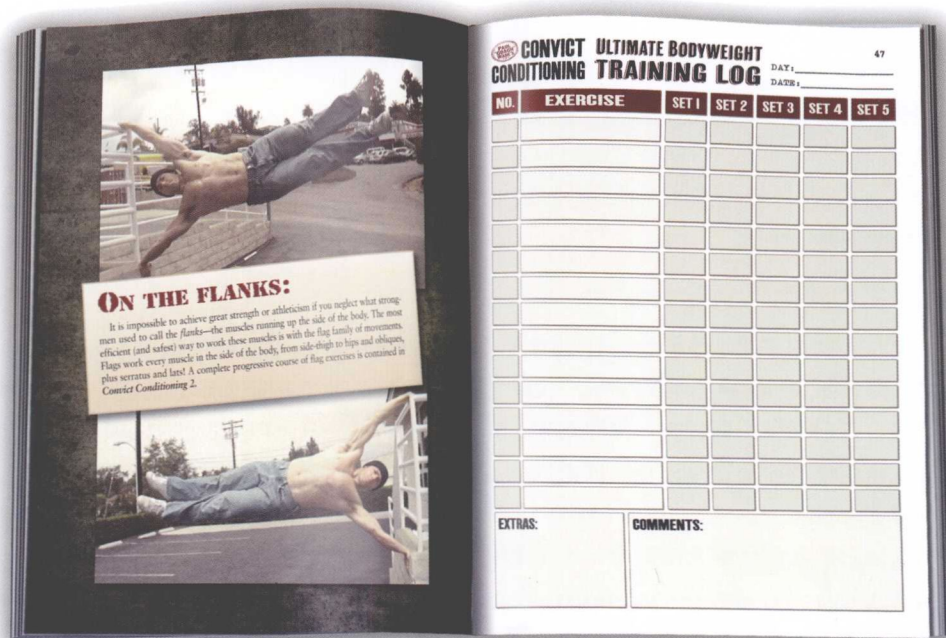 ON THE FLANKS:
It is impossible to achieve great strength or athleticism if you neglect what strong-
men used to call the flanks—the muscles running up the side of the body. The most
efficient (and safest) way to work these muscles is with the flag family of movements.
Flags work every muscle in the side of the body, from side-thigh to hips and obliques,
plus serratus and lats! A complete progressive course of flag exercises is contained in
Convict Conditioning 2.
CONVICT
CONDITIONING
ULTIMATE BODYWEIGHT
TRAINING LOG
47
DAY:
DATE:
NO. EXERCISE SET 1 SET 2 SET 3 SET 4 SET 5
EXTRAS: COMMENTS: